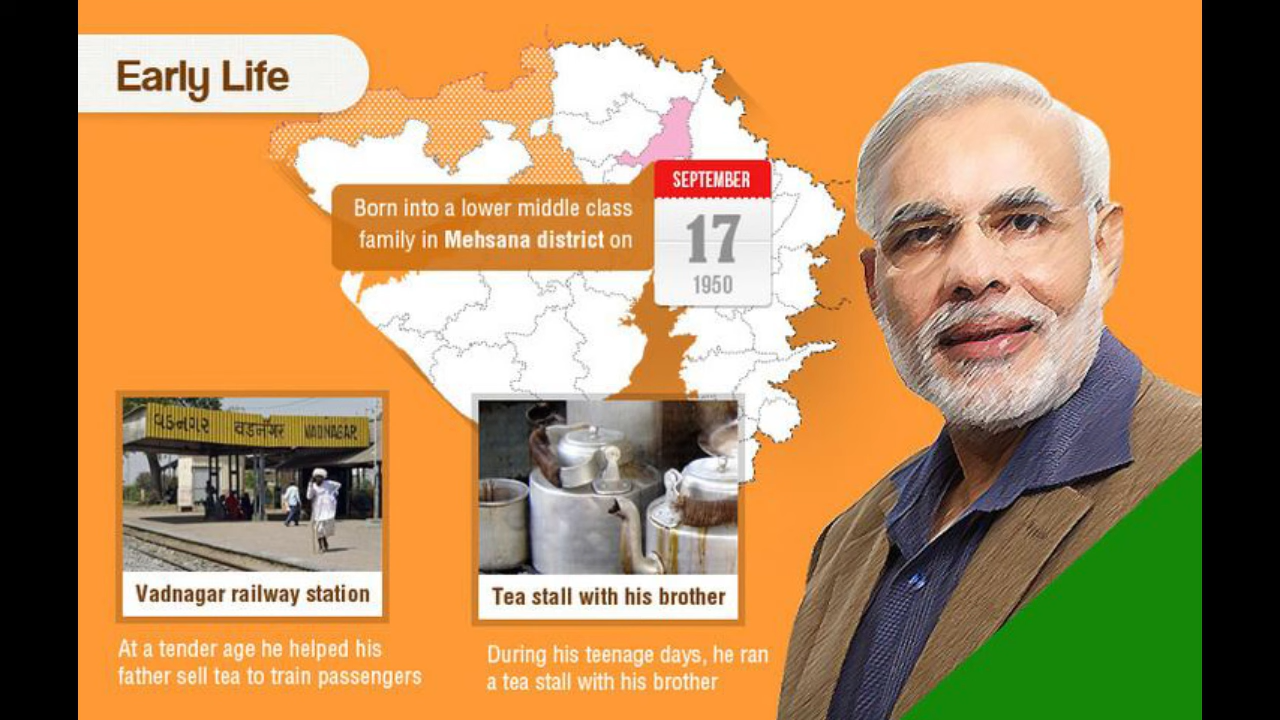 Early Life
Born into a lower middle class
family in Mehsana district on
SEPTEMBER
17
1950
વડનગર वडनगर VADNAGAR
Vadnagar railway station
At a tender age he helped his
father sell tea to train passengers
Tea stall with his brother
During his teenage days, he ran
a tea stall with his brother